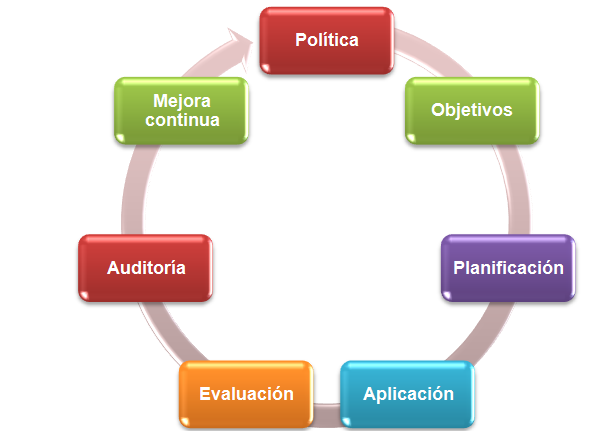 Política
Objetivos
Planificación
Aplicación
Evaluación
Auditoría
Mejora
continua